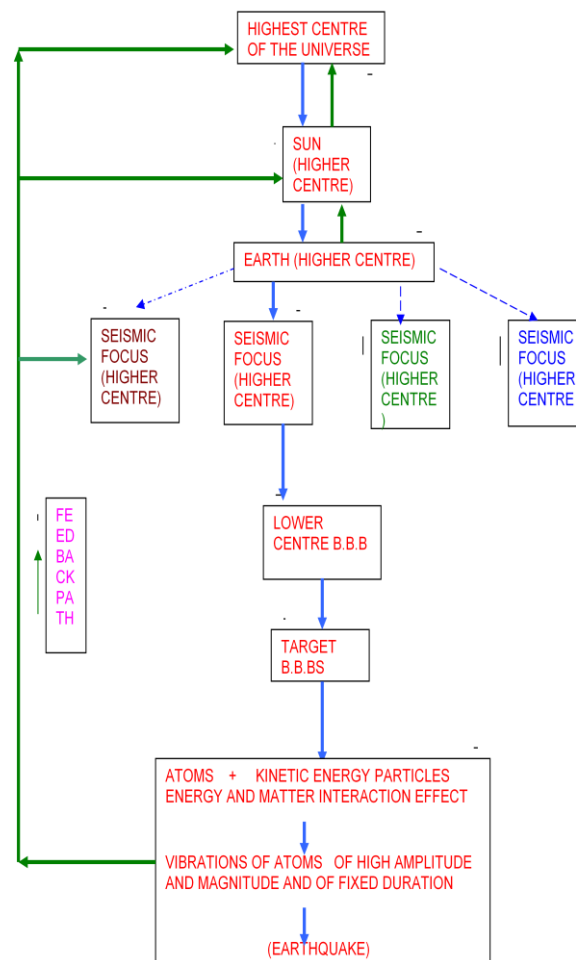 HIGHEST CENTRE
OF THE UNIVERSE
SUN
(HIGHER
CENTRE)
EARTH (HIGHER CENTRE)
SEISMIC
FOCUS
(HIGHER
CENTRE)
SEISMIC
FOCUS
(HIGHER
CENTRE)
SEISMIC
FOCUS
(HIGHER
CENTRE
)
SEISMIC
FOCUS
(HIGHER
CENTRE
FE
ED
BA
CK
PA
TH
LOWER
CENTRE B.B.B
TARGET
B.B.BS
ATOMS + KINETIC ENERGY PARTICLES
ENERGY AND MATTER INTERACTION EFFECT
VIBRATIONS OF ATOMS OF HIGH AMPLITUDE
AND MAGNITUDE AND OF FIXED DURATION
(EARTHQUAKE)